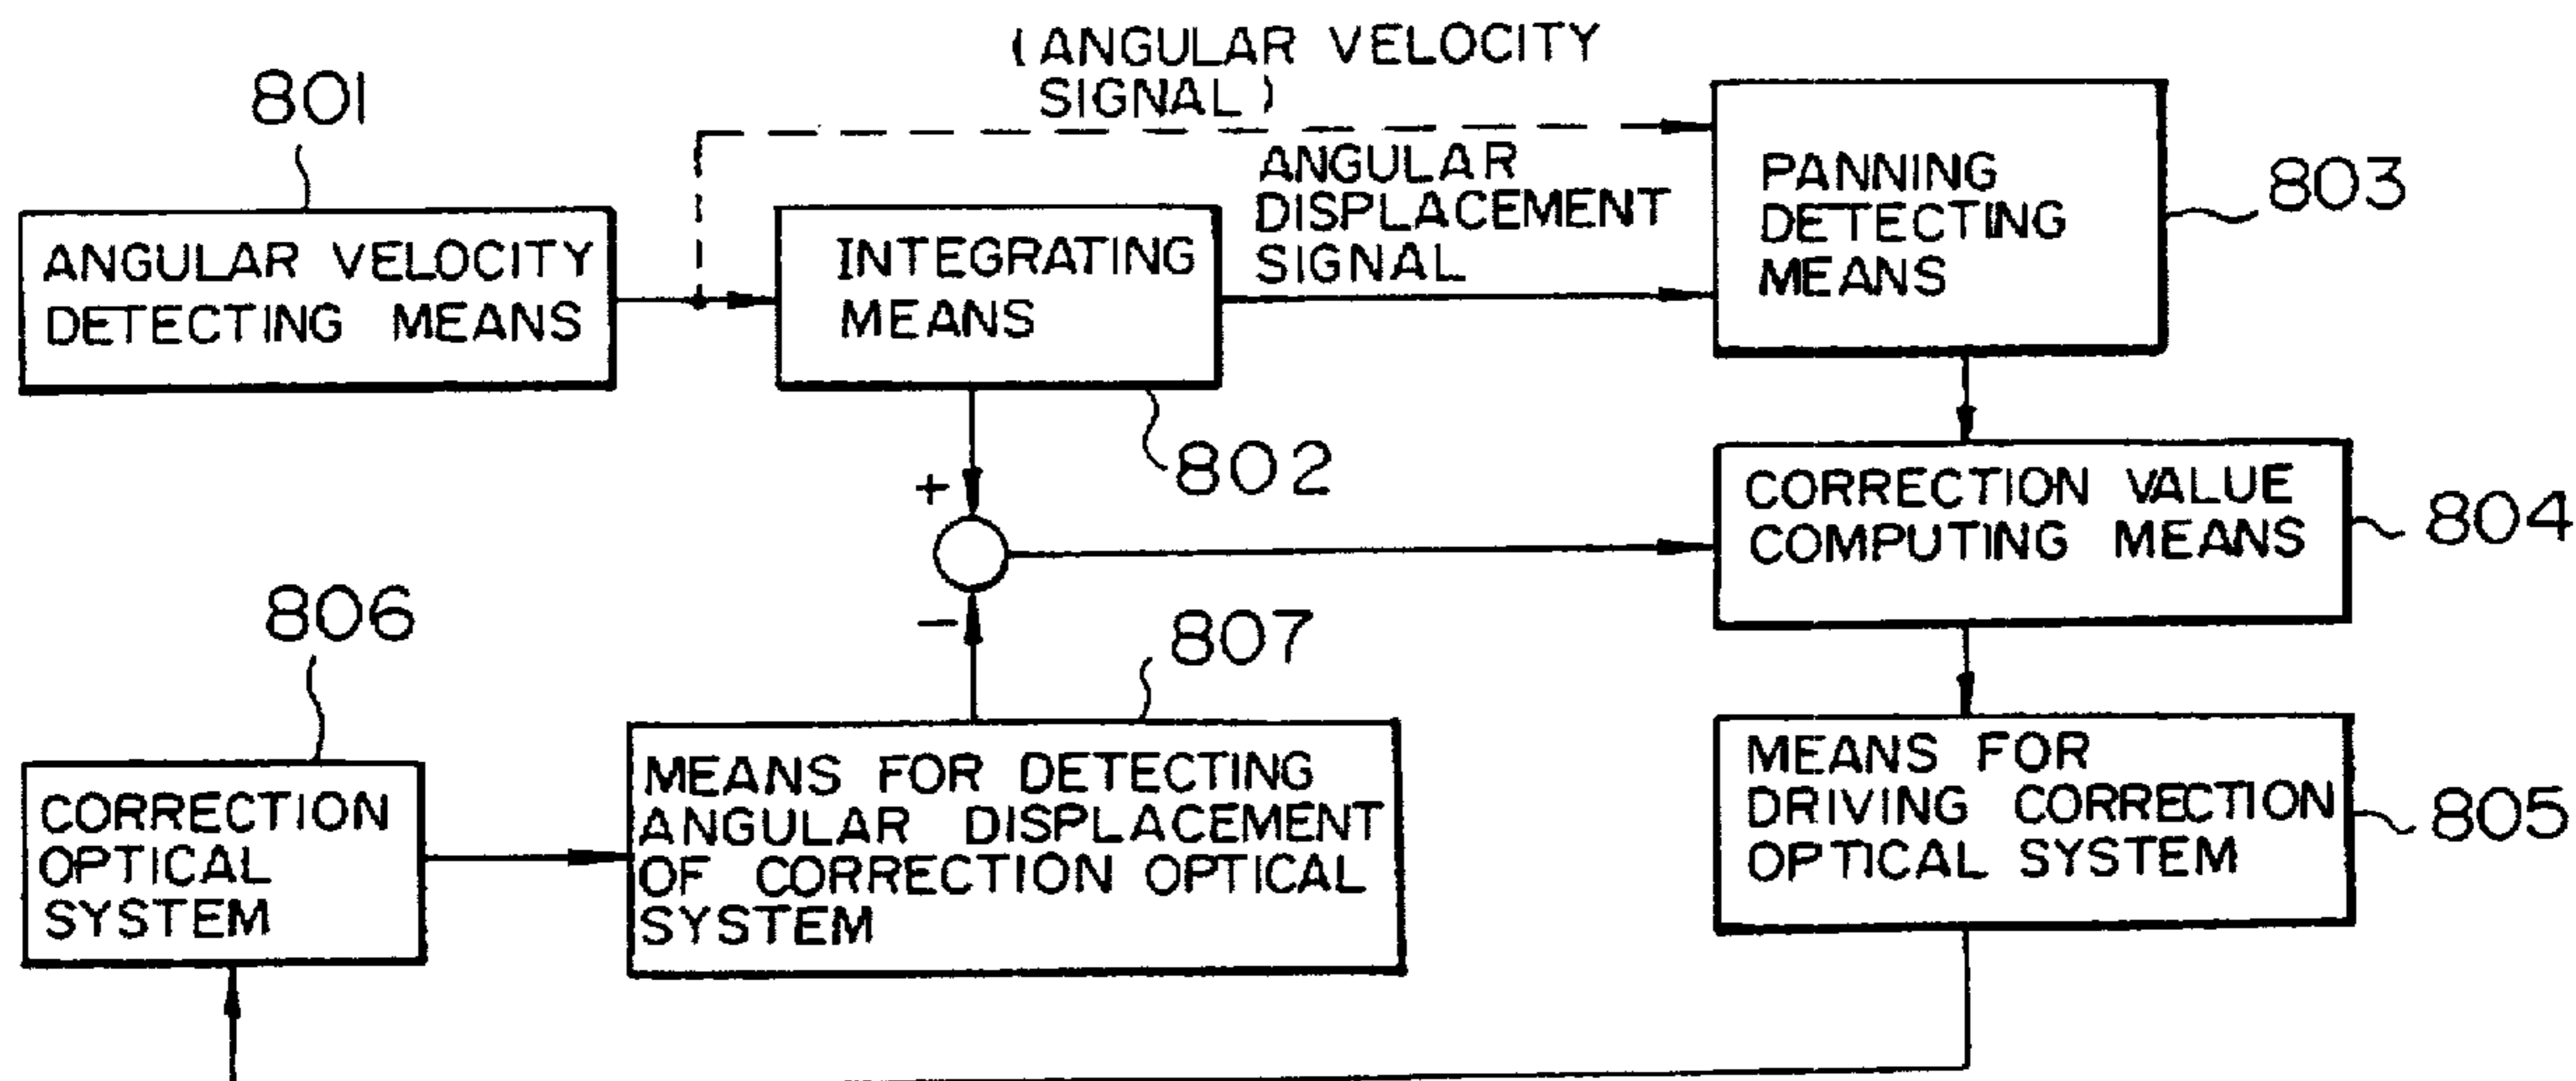 (ANGULAR VELOCITY
SIGNAL)
801
ANGULAR VELOCITY
DETECTING MEANS
INTEGRATING
MEANS
802
ANGULAR
DISPLACEMENT
SIGNAL
PANNING
DETECTING
MEANS
803
+
-
CORRECTION VALUE
COMPUTING MEANS
804
806
CORRECTION
OPTICAL
SYSTEM
807
MEANS FOR DETECTING
ANGULAR DISPLACEMENT
OF CORRECTION OPTICAL
SYSTEM
MEANS FOR
DRIVING CORRECTION
OPTICAL SYSTEM
805